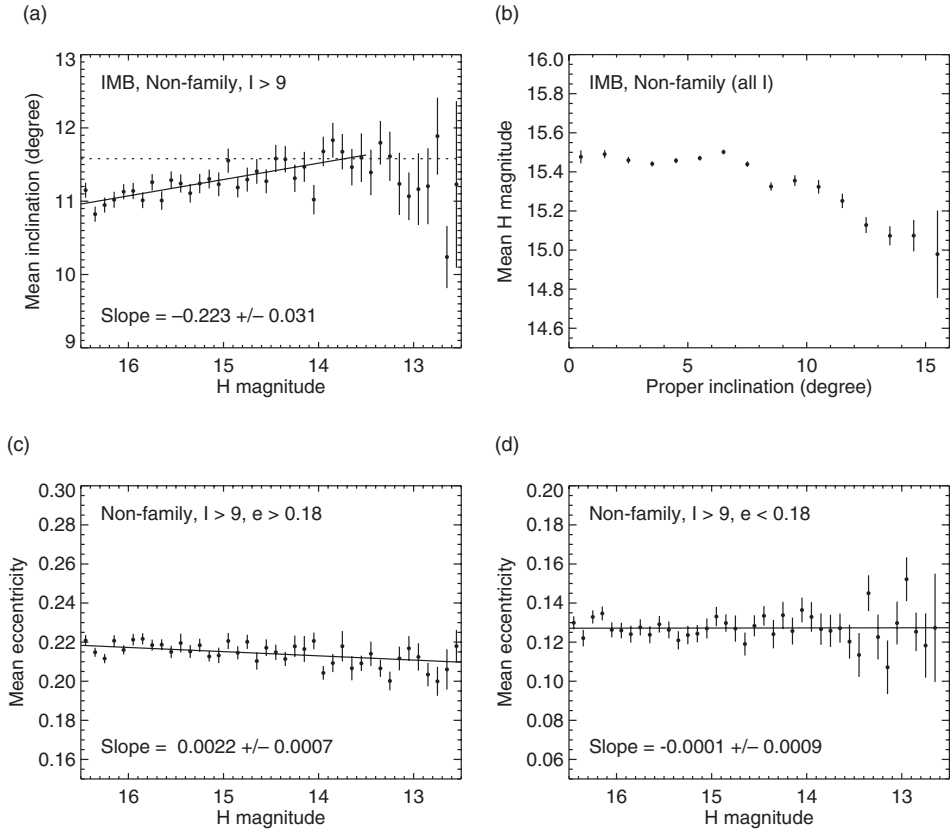 (a)
IMB, Non-family, I > 9
Mean inclination (degree)
13
12
11
10
9
Slope = –0.223 +/– 0.031
16
15
14
13
H magnitude
(b)
IMB, Non-family (all I)
Mean H magnitude
16.0
15.8
15.6
15.4
15.2
15.0
14.8
14.6
0
5
10
15
Proper inclination (degree)
(c)
Non-family, I > 9, e > 0.18
Mean eccentricity
0.30
0.28
0.26
0.24
0.22
0.20
0.18
0.16
Slope =  0.0022 +/– 0.0007
16
15
14
13
H magnitude
(d)
Non-family, I > 9, e < 0.18
Mean eccentricity
0.20
0.18
0.16
0.14
0.12
0.10
0.08
0.06
Slope = -0.0001 +/– 0.0009
16
15
14
13
H magnitude